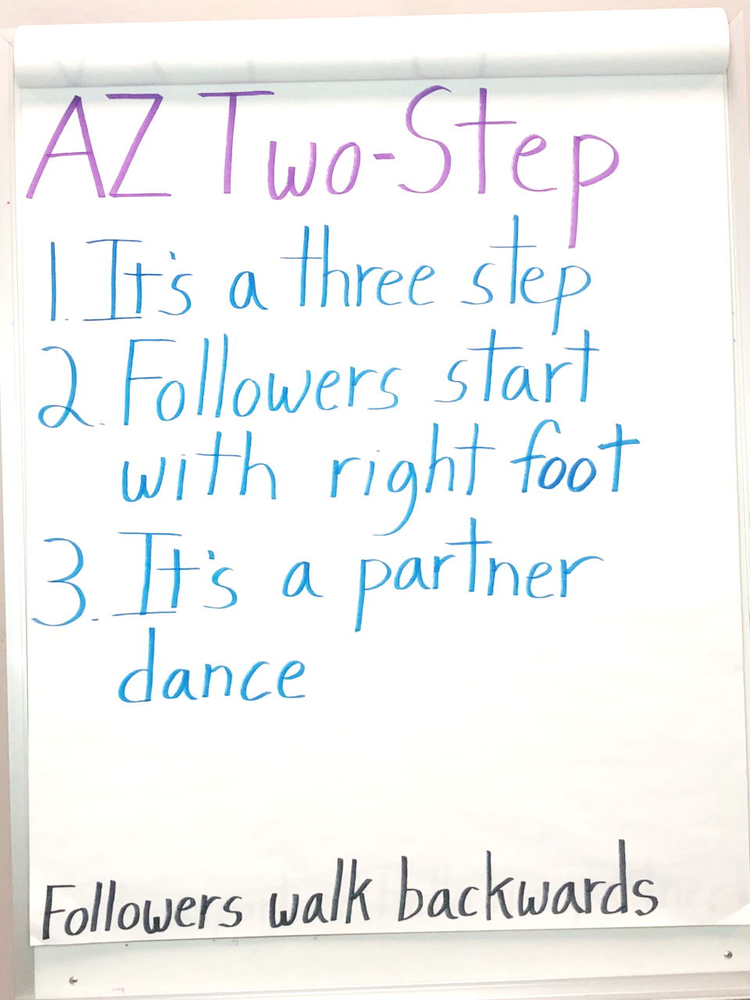 AZ Two-Step
1. It's a three step
2. Followers start
with right foot
3. It's a partner
dance
Followers walk backwards